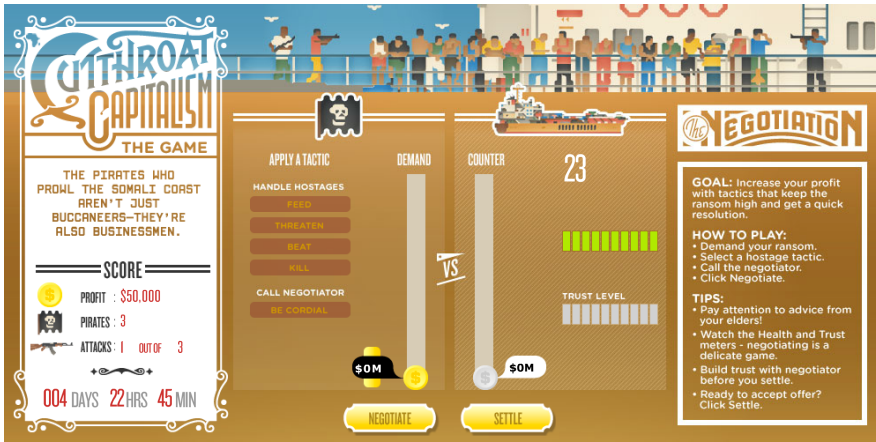 CUTHROAT
CAPITALISM
THE GAME
THE PIRATES WHO
PROWL THE SOMALI COAST
AREN'T JUST
BUCCANEERS—THEY'RE
ALSO BUSINESSMEN.
SCORE
PROFIT : $50,000
PIRATES : 3
ATTACKS : 1 OUT OF 3
004 DAYS 22 HRS 45 MIN
APPLY A TACTIC
DEMAND
HANDLE HOSTAGES
FEED
THREATEN
BEAT
KILL
CALL NEGOTIATOR
BE CORDIAL
$0M
NEGOTIATE
VS
COUNTER
23
TRUST LEVEL
$0M
SETTLE
The NEGOTIATION
GOAL: Increase your profit
with tactics that keep the
ransom high and get a quick
resolution.
HOW TO PLAY:
• Demand your ransom.
• Select a hostage tactic.
• Call the negotiator.
• Click Negotiate.
TIPS:
• Pay attention to advice from
your elders!
• Watch the Health and Trust
meters - negotiating is a
delicate game.
• Build trust with negotiator
before you settle.
• Ready to accept offer?
Click Settle.